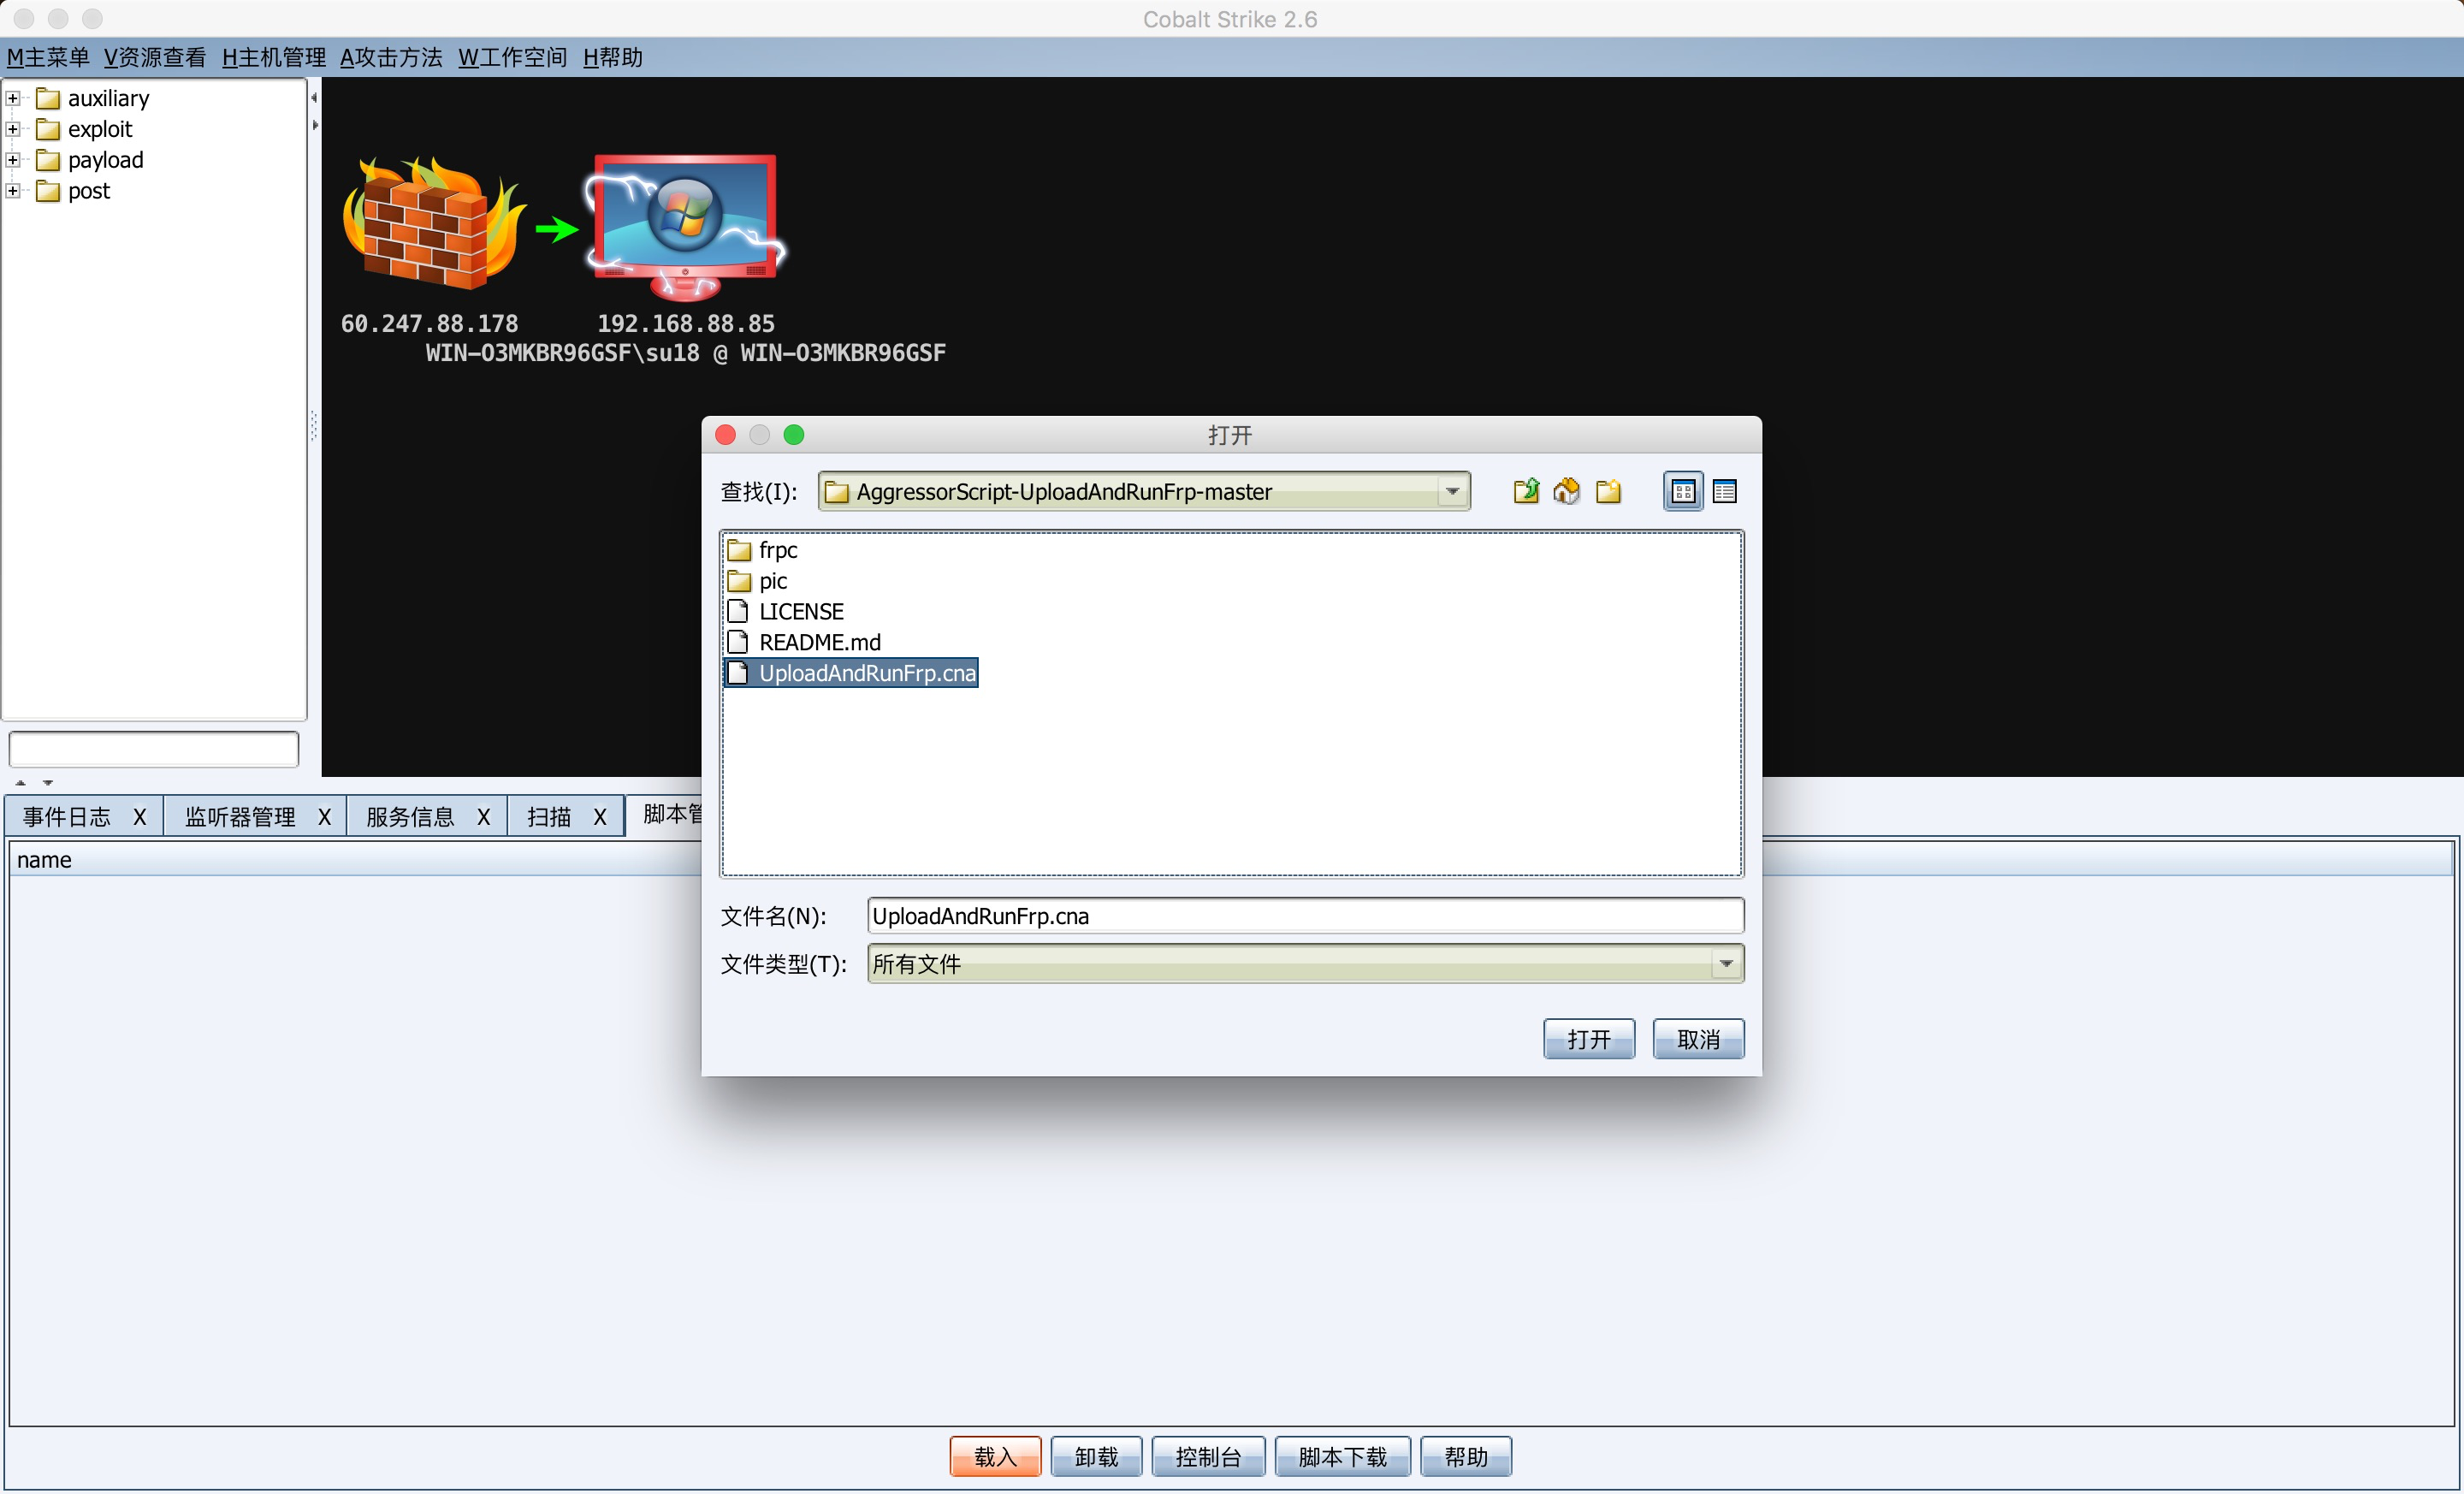 Cobalt Strike 2.6
M主菜单 V资源查看 H主机管理 A攻击方法 W工作空间 H帮助
auxiliary
exploit
payload
post
60.247.88.178 192.168.88.85
WIN-O3MKBR96GSF\su18 @ WIN-O3MKBR96GSF
打开
查找(I): AggressorScript-UploadAndRunFrp-master
frpc
pic
LICENSE
README.md
UploadAndRunFrp.cna
文件名(N): UploadAndRunFrp.cna
文件类型(T): 所有文件
打开 取消
事件日志 X 监听器管理 X 服务信息 X 扫描 X 脚本管
name
载入 卸载 控制台 脚本下载 帮助